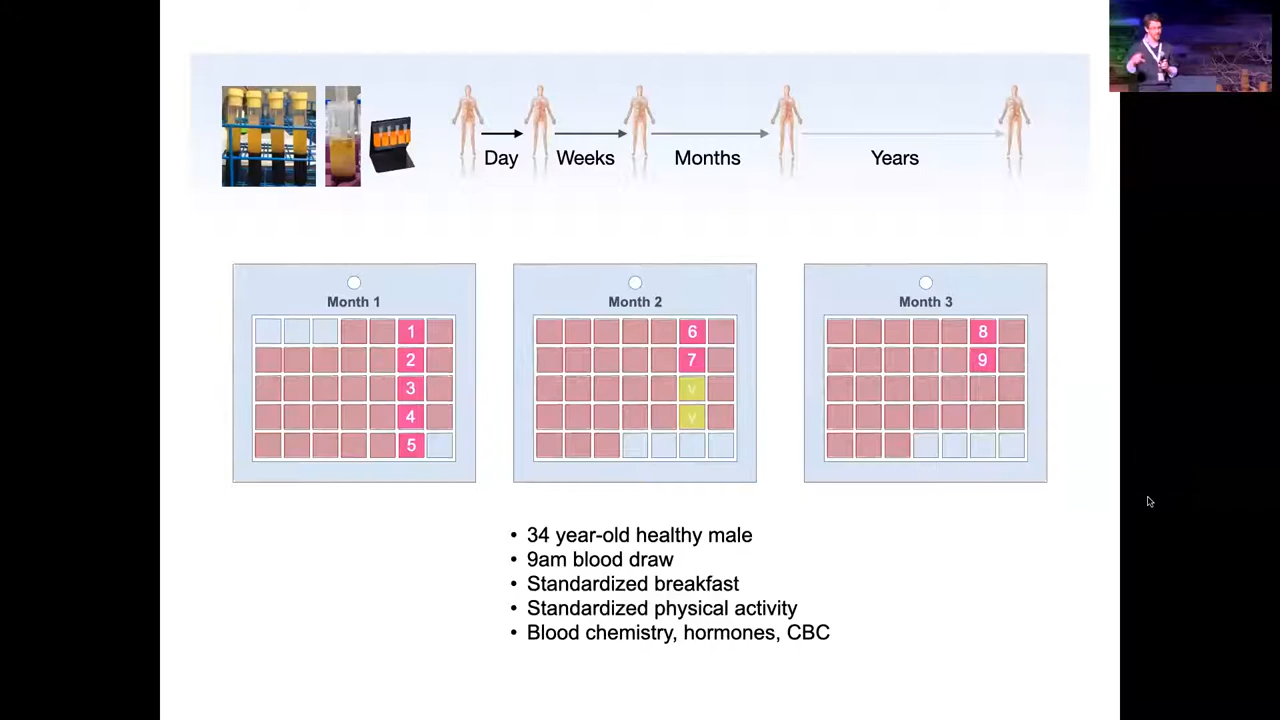 Day
Weeks
Months
Years
Month 1
1
2
3
4
5
Month 2
6
7
v
v
Month 3
8
9
• 34 year-old healthy male
• 9am blood draw
• Standardized breakfast
• Standardized physical activity
• Blood chemistry, hormones, CBC